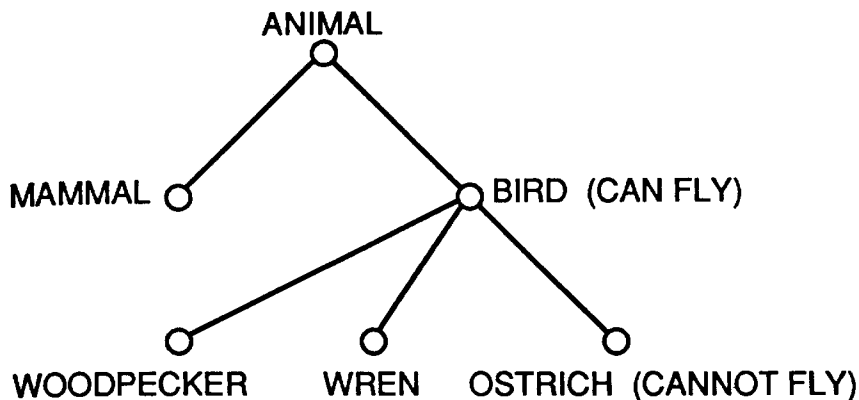 ANIMAL
MAMMAL
BIRD (CAN FLY)
WOODPECKER
WREN
OSTRICH (CANNOT FLY)